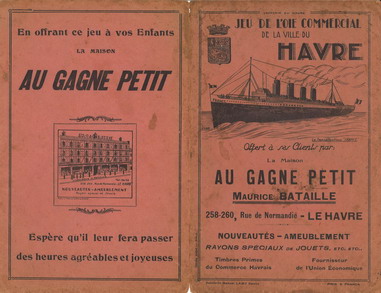 En offrant ce jeu à vos Enfants
LA MAISON
AU GAGNE PETIT
NOUVEAUTÉS - AMEUBLEMENT
Espère qu'il leur fera passer
des heures agréables et joyeuses
JEU DE L'OIE COMMERCIAL
DE LA VILLE DU
HAVRE
Offert à ses Clients par
La Maison
AU GAGNE PETIT
MAURICE BATAILLE
258-260, Rue de Normandie - LE HAVRE
NOUVEAUTÉS - AMEUBLEMENT
RAYONS SPÉCIAUX DE JOUETS, ETC. ETC.
Timbres Primes
du Commerce Havrais
Fournisseur
de l'Union Économique